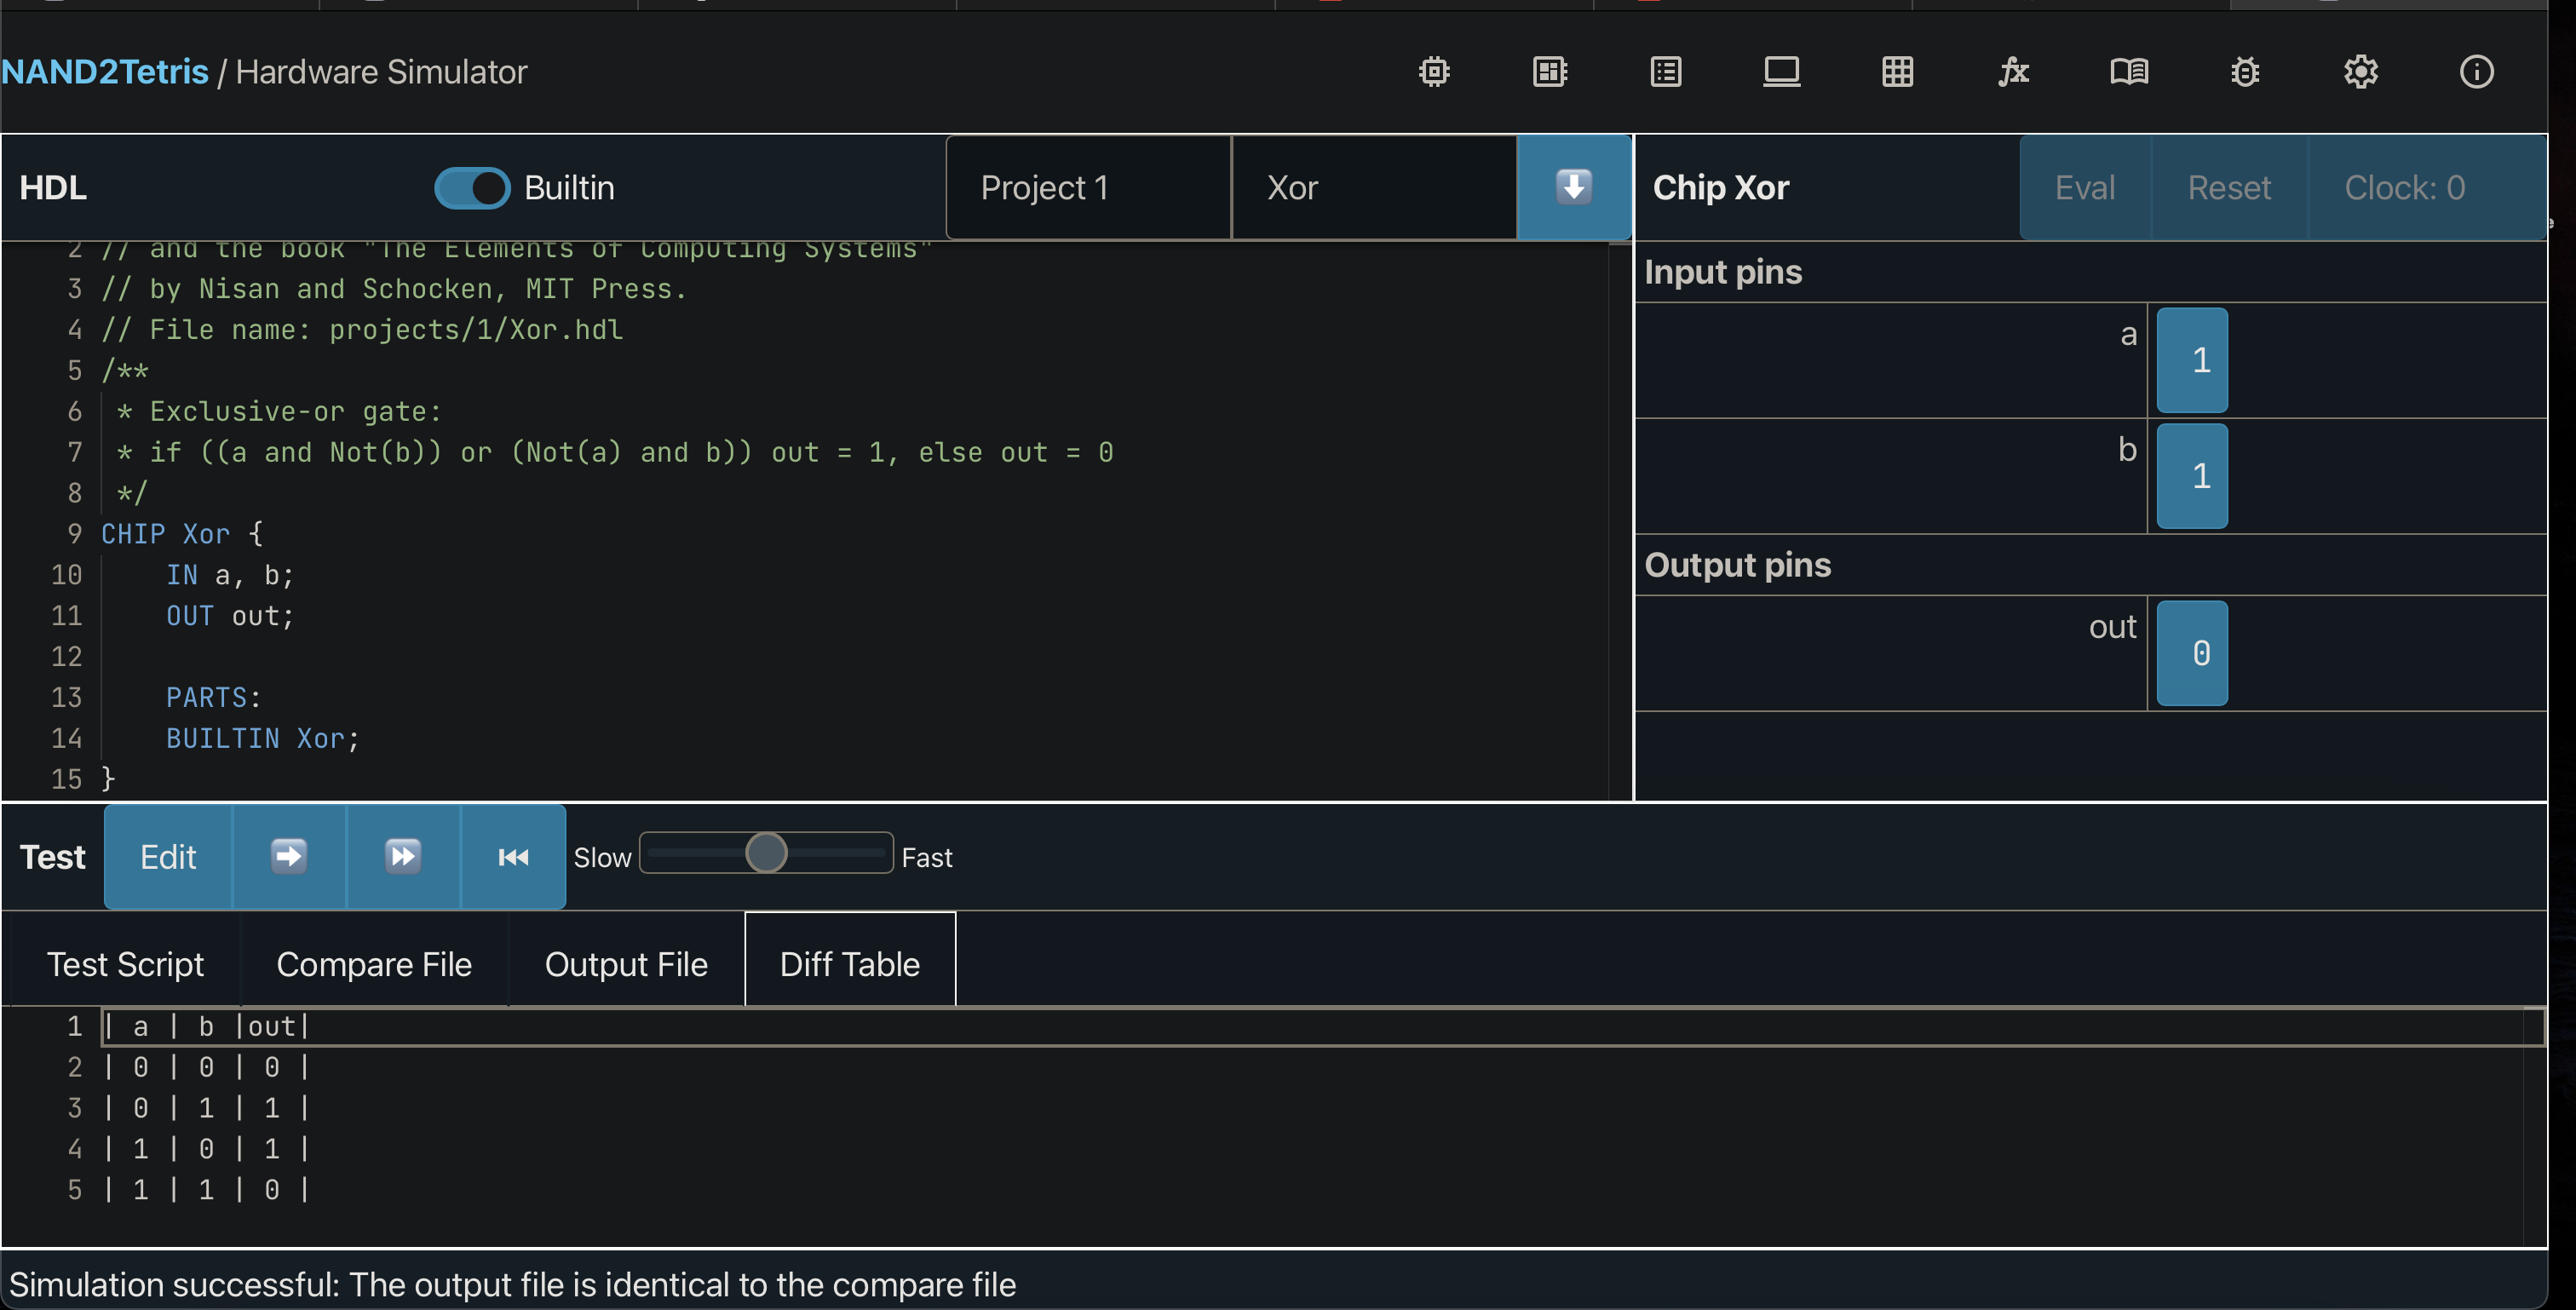 NAND2Tetris / Hardware Simulator
HDL
Builtin
Project 1
Xor
Chip Xor
Eval
Reset
Clock: 0
2 // and the book "The Elements of Computing Systems"
3 // by Nisan and Schocken, MIT Press.
4 // File name: projects/1/Xor.hdl
5 /**
6 * Exclusive-or gate:
7 * if ((a and Not(b)) or (Not(a) and b)) out = 1, else out = 0
8 */
9 CHIP Xor {
10 IN a, b;
11 OUT out;
12
13 PARTS:
14 BUILTIN Xor;
15 }
Input pins
a 1
b 1
Output pins
out 0
Test
Edit
Slow
Fast
Test Script
Compare File
Output File
Diff Table
1 | a | b |out|
2 | 0 | 0 | 0 |
3 | 0 | 1 | 1 |
4 | 1 | 0 | 1 |
5 | 1 | 1 | 0 |
Simulation successful: The output file is identical to the compare file